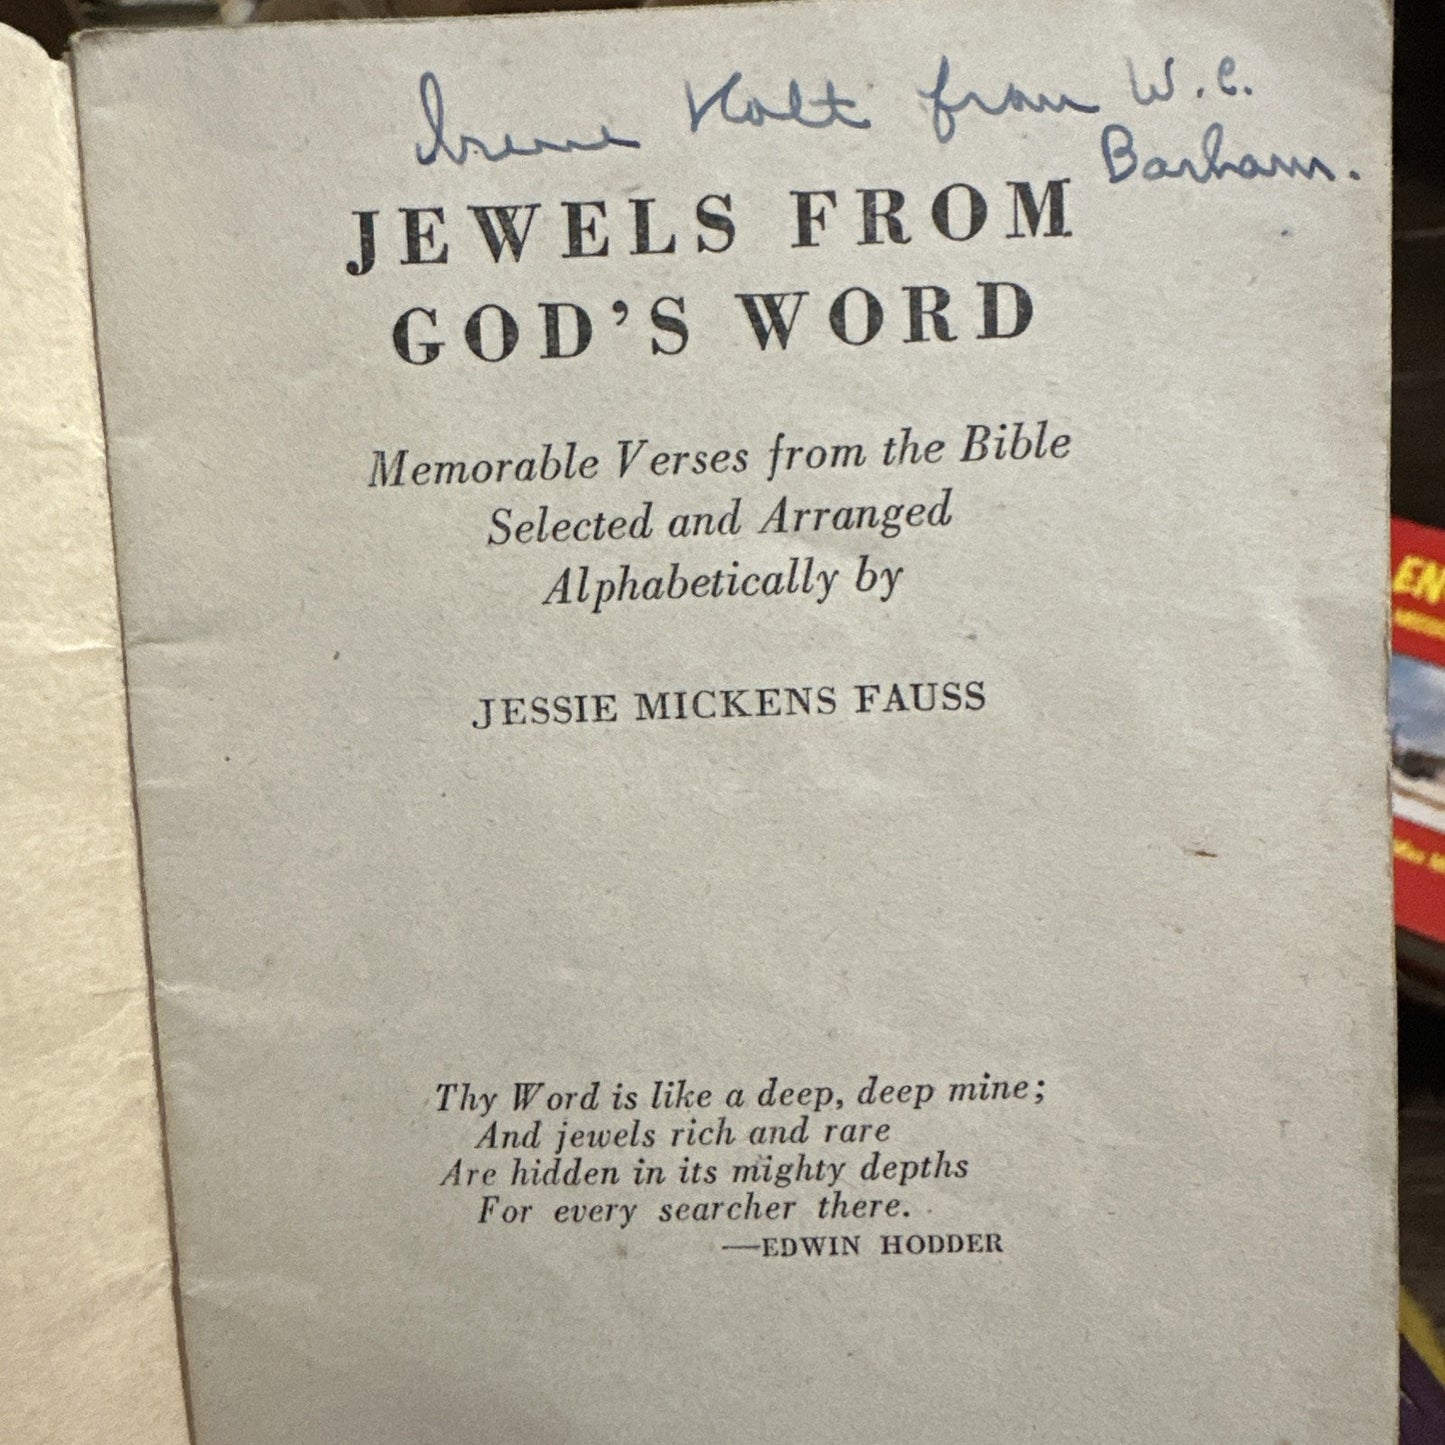 Irene Holt from W.C.
Barham.
JEWELS FROM
GOD'S WORD
Memorable Verses from the Bible
Selected and Arranged
Alphabetically by
JESSIE MICKENS FAUSS
Thy Word is like a deep, deep mine;
And jewels rich and rare
Are hidden in its mighty depths
For every searcher there.
—EDWIN HODDER
EN